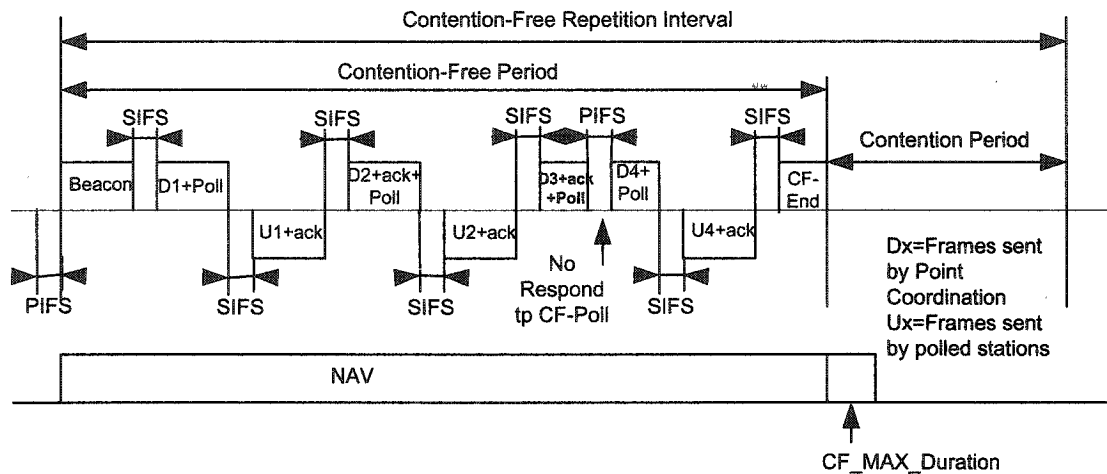 Contention-Free Repetition Interval
Contention-Free Period
SIFS
SIFS
SIFS
PIFS
SIFS
Contention Period
Beacon
D1+Poll
D2+ack+
Poll
D3+ack
+Poll
D4+
Poll
CF-
End
U1+ack
U2+ack
U4+ack
PIFS
SIFS
SIFS
No
Respond
tp CF-Poll
SIFS
Dx=Frames sent
by Point
Coordination
Ux=Frames sent
by polled stations
NAV
CF_MAX_Duration